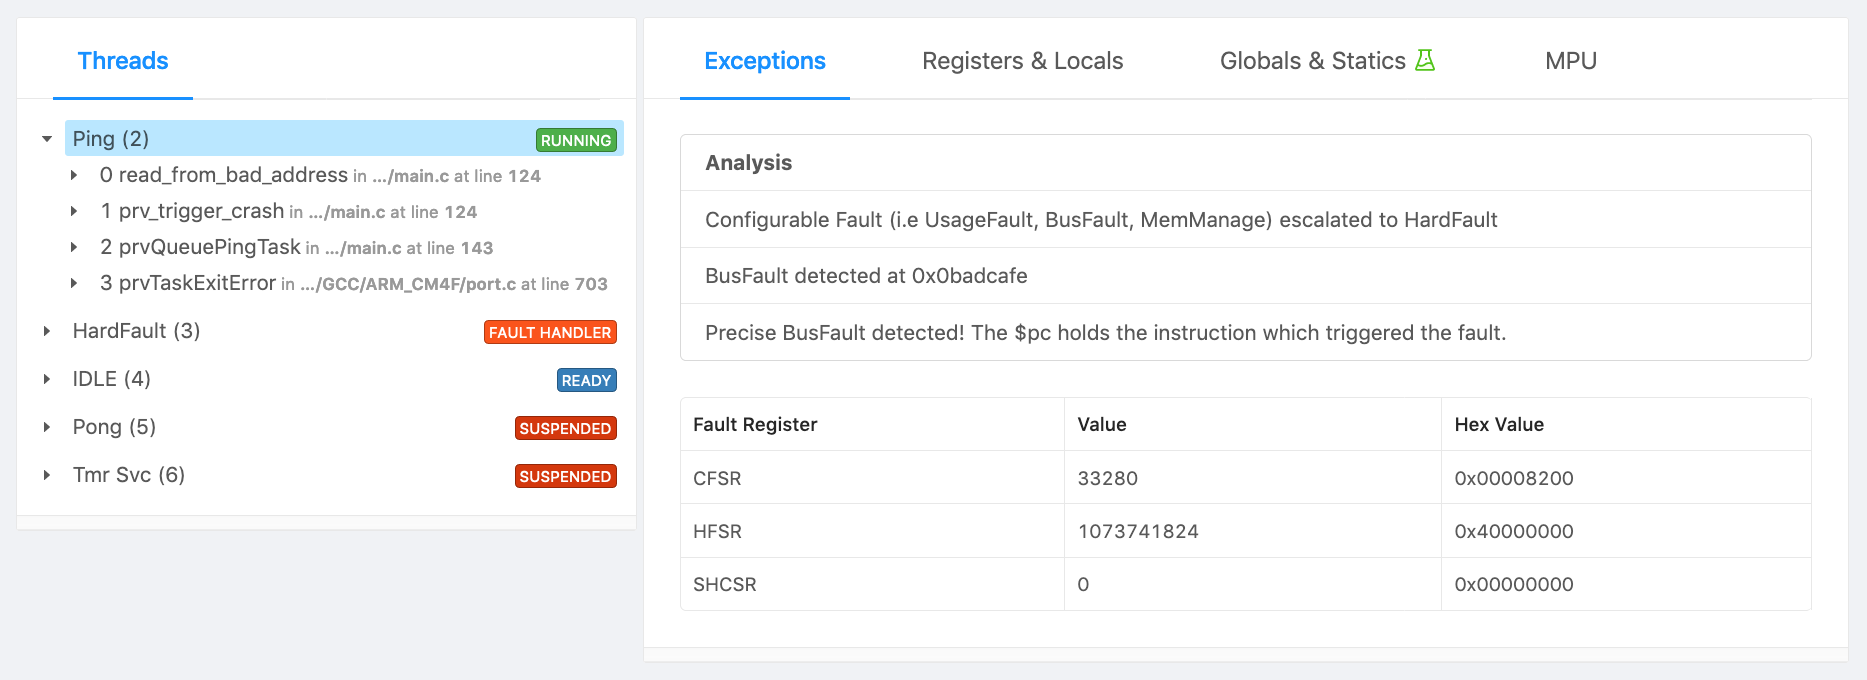 Threads
Ping (2) RUNNING
0 read_from_bad_address in .../main.c at line 124
1 prv_trigger_crash in .../main.c at line 124
2 prvQueuePingTask in .../main.c at line 143
3 prvTaskExitError in .../GCC/ARM_CM4F/port.c at line 703
HardFault (3) FAULT HANDLER
IDLE (4) READY
Pong (5) SUSPENDED
Tmr Svc (6) SUSPENDED
Exceptions Registers & Locals Globals & Statics MPU
Analysis
Configurable Fault (i.e UsageFault, BusFault, MemManage) escalated to HardFault
BusFault detected at 0x0badcafe
Precise BusFault detected! The $pc holds the instruction which triggered the fault.
Fault Register Value Hex Value
CFSR 33280 0x00008200
HFSR 1073741824 0x40000000
SHCSR 0 0x00000000